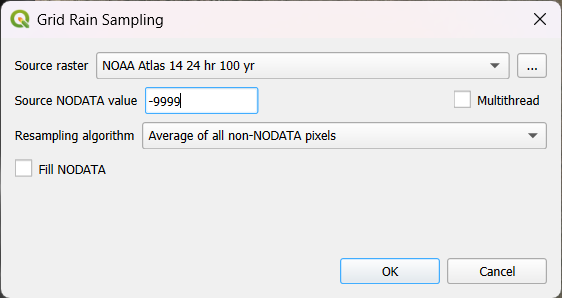 Grid Rain Sampling
Source raster NOAA Atlas 14 24 hr 100 yr ...
Source NODATA value -9999 Multithread
Resampling algorithm Average of all non-NODATA pixels
Fill NODATA
OK Cancel